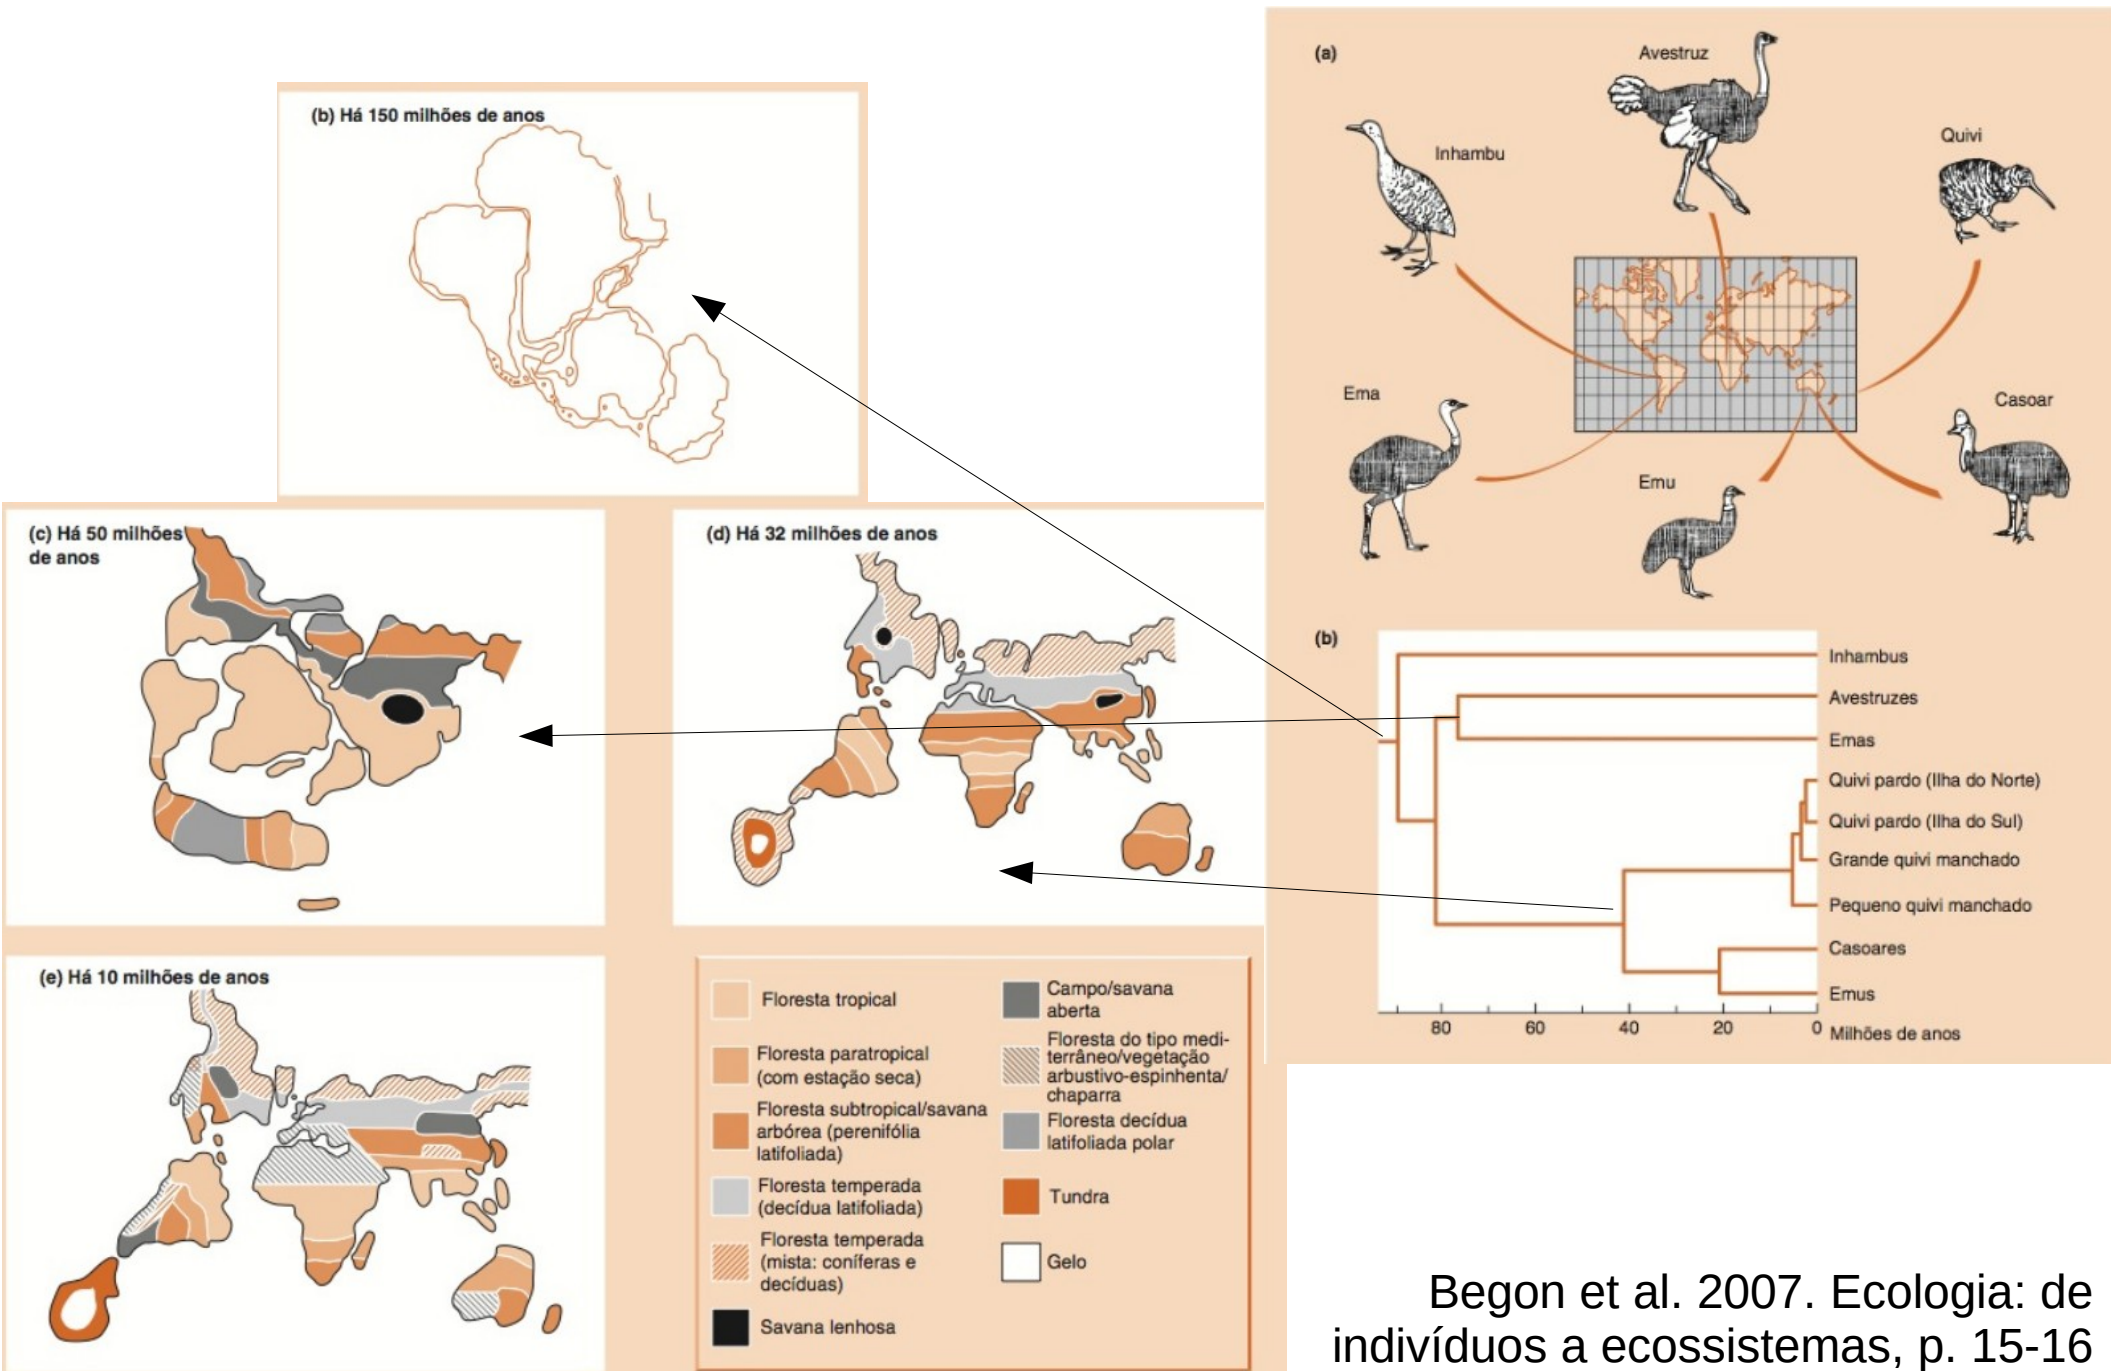 (b) Há 150 milhões de anos
(c) Há 50 milhões
de anos
(d) Há 32 milhões de anos
(e) Há 10 milhões de anos
Floresta tropical
Floresta paratropical
(com estação seca)
Floresta subtropical/savana
arbórea (perenifólia
latifoliada)
Floresta temperada
(decídua latifoliada)
Floresta temperada
(mista: coníferas e
decíduas)
Savana lenhosa
Campo/savana
aberta
Floresta do tipo medi-
terrâneo/vegetação
arbustivo-espinhenta/
chaparra
Floresta decídua
latifoliada polar
Tundra
Gelo
(a)
Avestruz
Inhambu
Quivi
Ema
Casoar
Emu
(b)
Inhambus
Avestruzes
Emas
Quivi pardo (Ilha do Norte)
Quivi pardo (Ilha do Sul)
Grande quivi manchado
Pequeno quivi manchado
Casoares
Emus
80 60 40 20 0 Milhões de anos
Begon et al. 2007. Ecologia: de
indivíduos a ecossistemas, p. 15-16